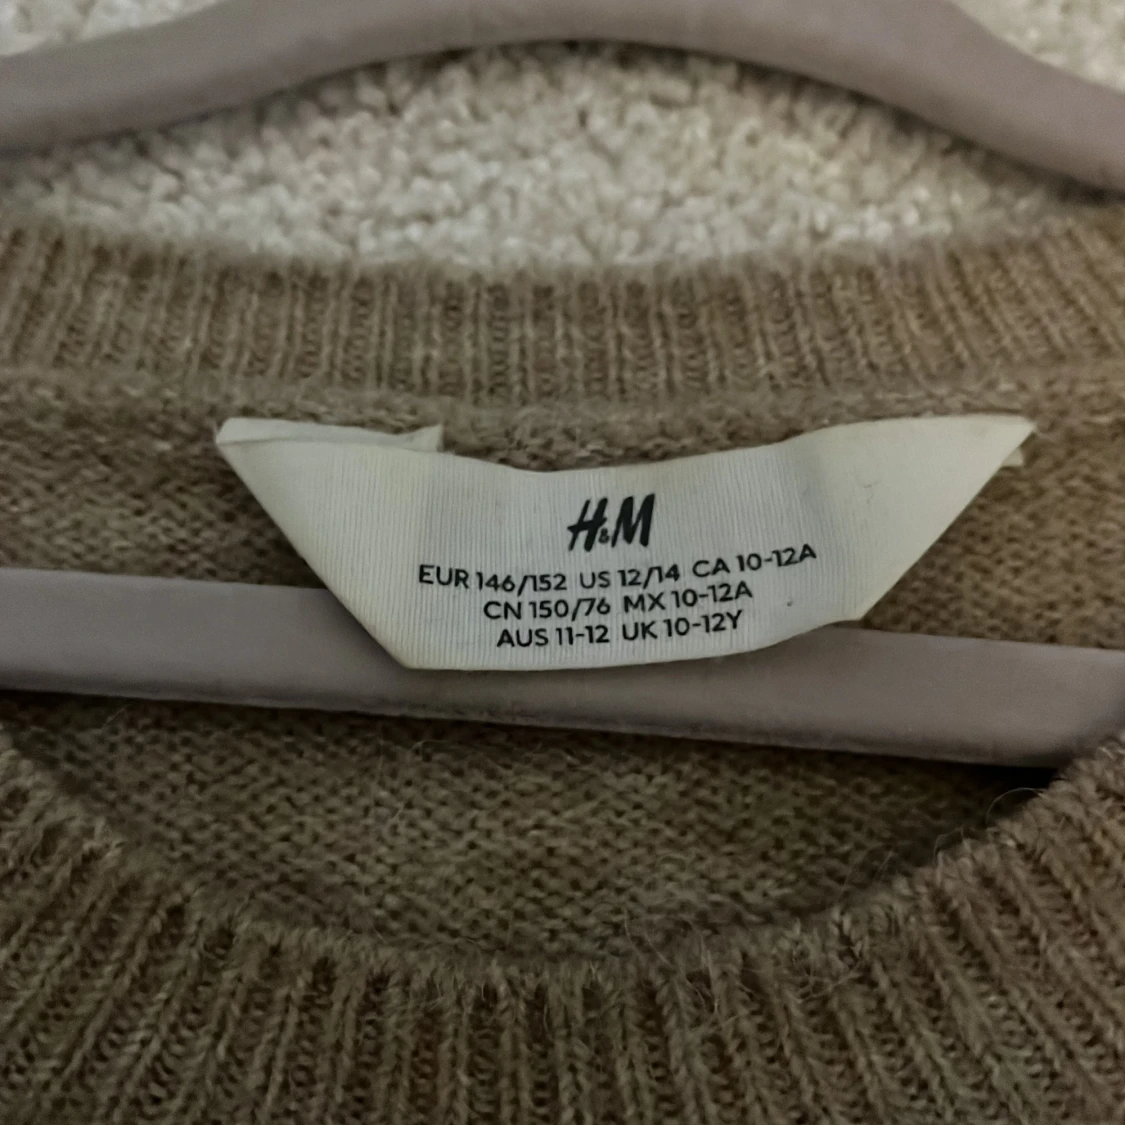 H&M
EUR 146/152 US 12/14 CA 10-12A
CN 150/76 MX 10-12A
AUS 11-12 UK 10-12Y